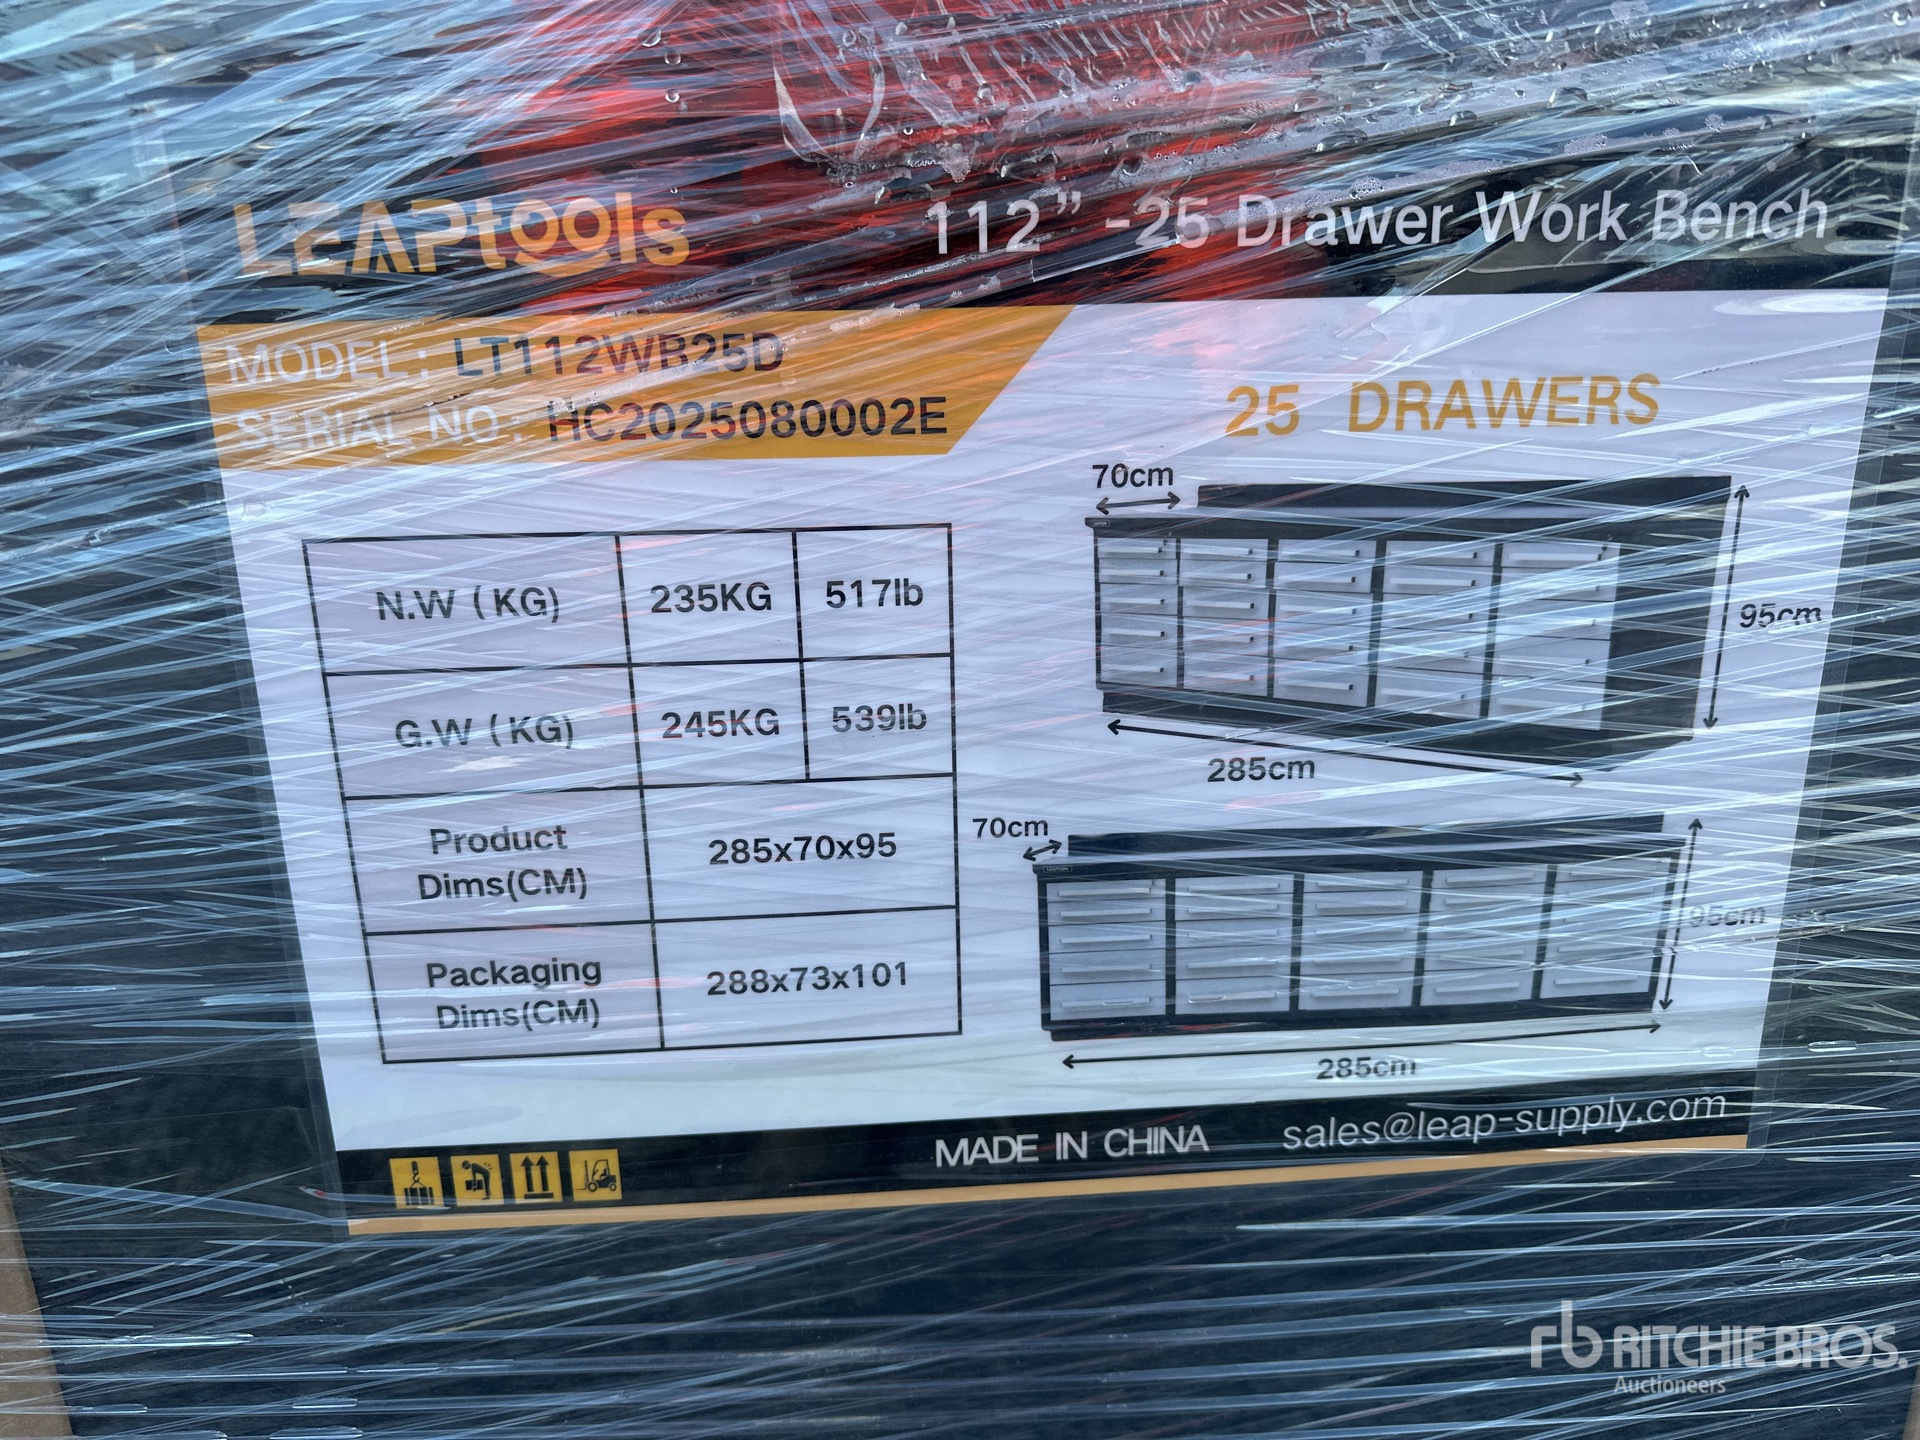 LEAPtools
112” -25 Drawer Work Bench
MODEL: LT112WB25D
SERIAL NO: HC2025080002E
25 DRAWERS
N.W (KG) 235KG 517lb
G.W (KG) 245KG 539lb
Product
Dims(CM)
285x70x95
Packaging
Dims(CM)
288x73x101
70cm
95cm
285cm
70cm
95cm
285cm
MADE IN CHINA
sales@leap-supply.com
rb RITCHIE BROS.
Auctioneers